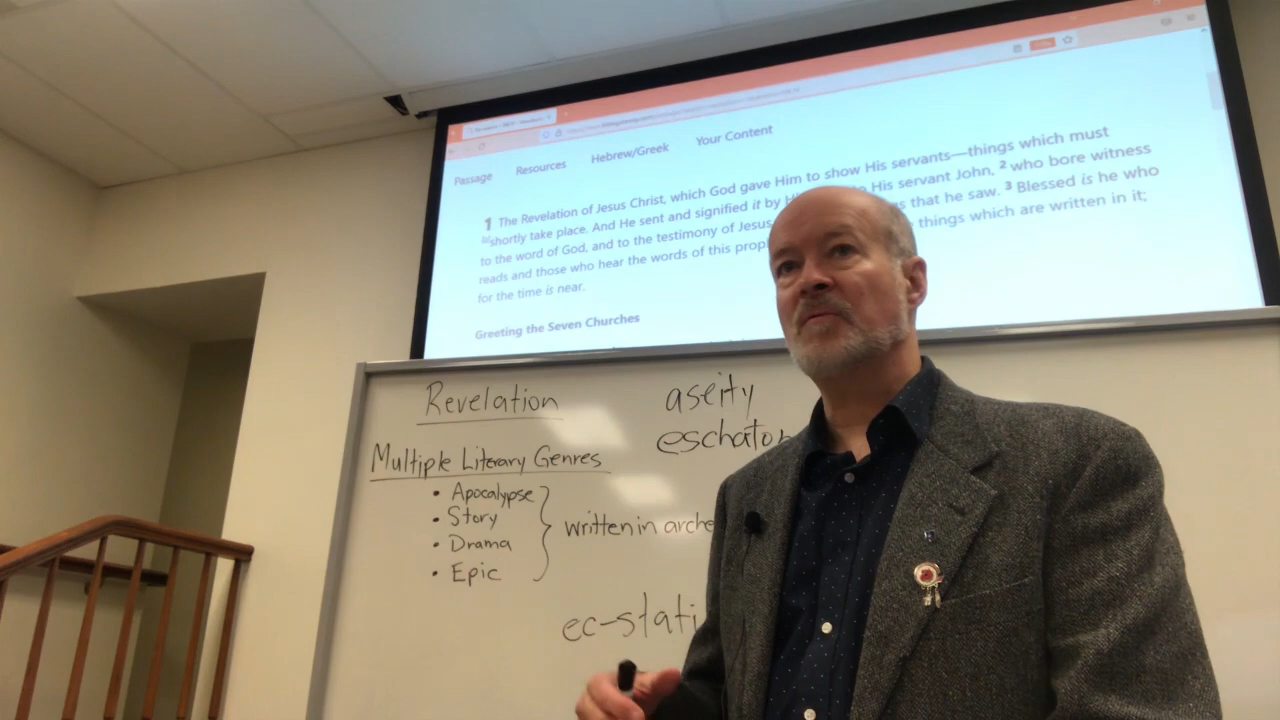 Passage Resources Hebrew/Greek Your Content
1 The Revelation of Jesus Christ, which God gave Him to show His servants—things which must
shortly take place. And He sent and signified it by His servant John, 2 who bore witness
to the word of God, and to the testimony of Jesus that he saw. 3 Blessed is he who
reads and those who hear the words of this things which are written in it;
for the time is near.
Greeting the Seven Churches
Revelation
aseity
Multiple Literary Genres
• Apocalypse
• Story
• Drama
• Epic
written in